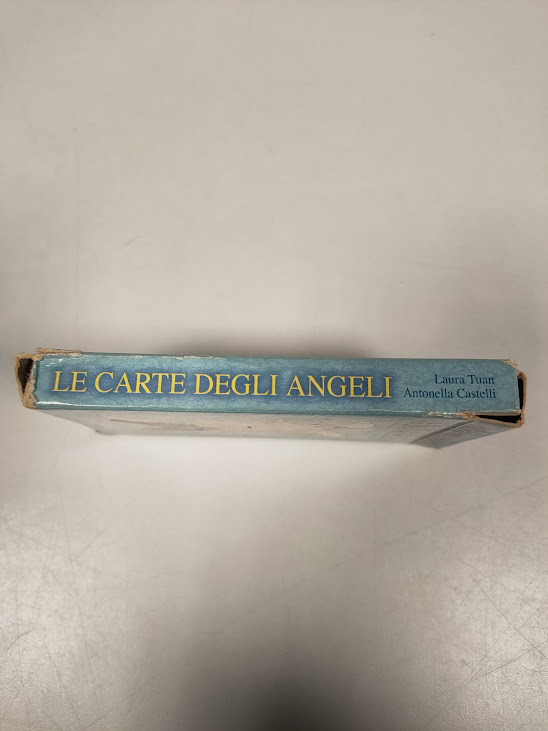 LE CARTE DEGLI ANGELI
Laura Tuan
Antonella Castelli